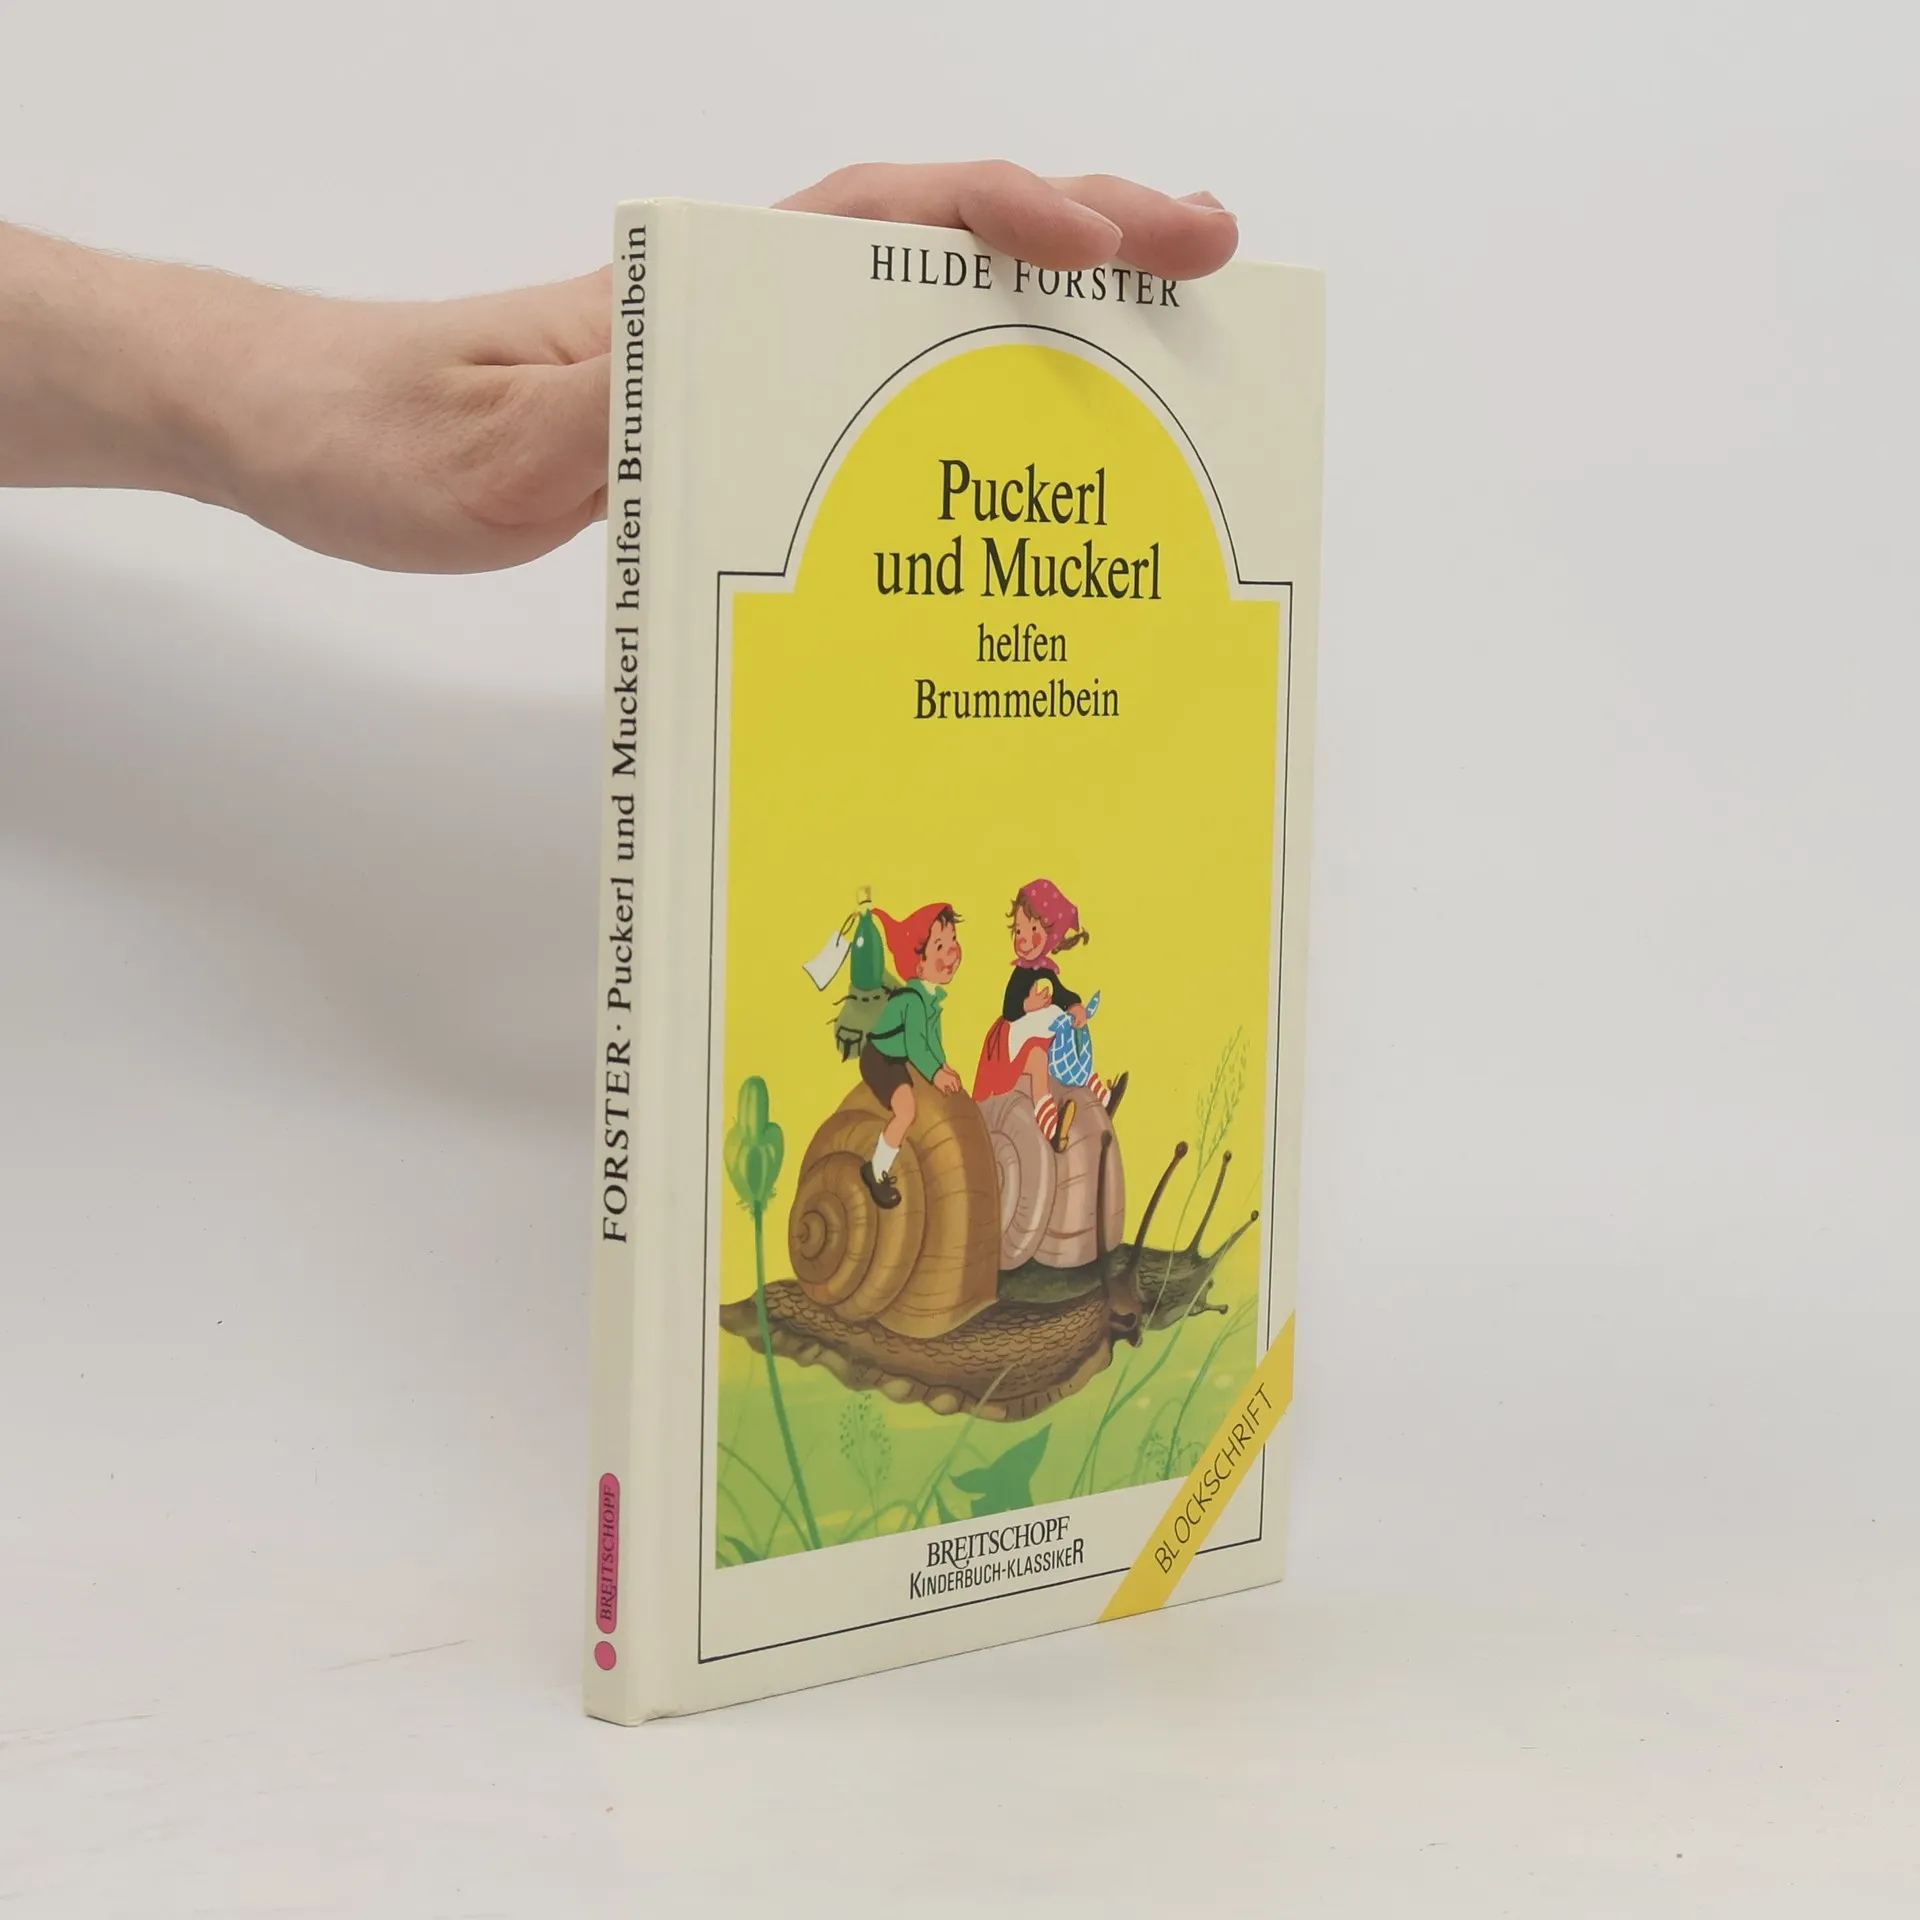 FORSTER · Puckerl und Muckerl helfen Brummelbein
BREITSCHOPF
HILDE FORSTER
Puckerl
und Muckerl
helfen
Brummelbein
BREITSCHOPF
KINDERBUCH-KLASSIKER
BLOCKSCHRIFT